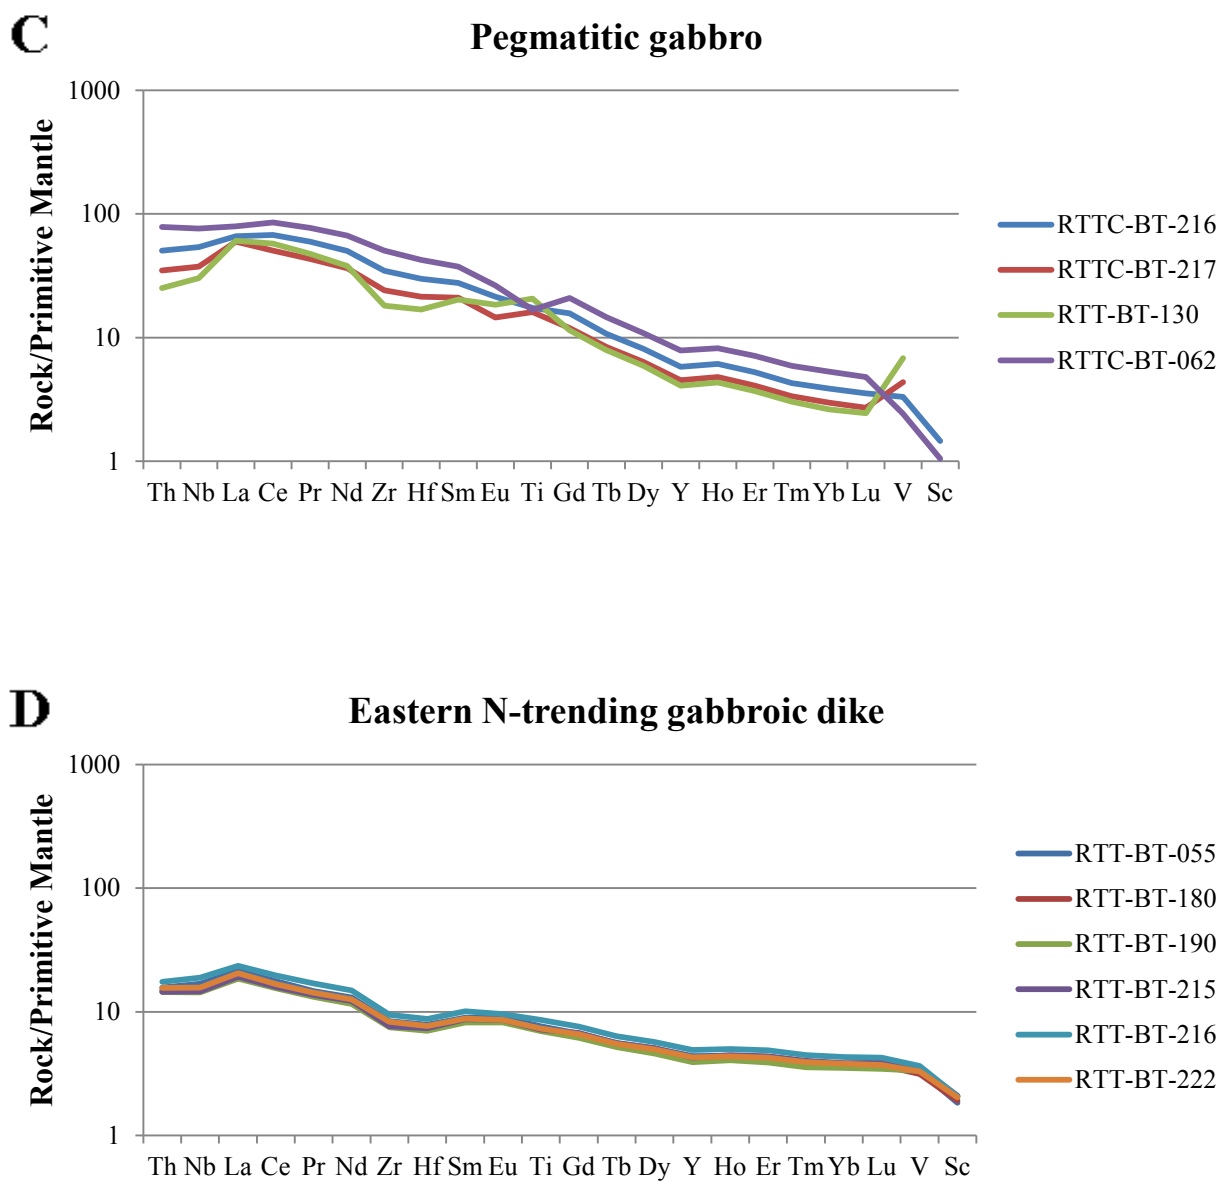 C
Pegmatitic gabbro
1000
100
10
1
Rock/Primitive Mantle
Th Nb La Ce Pr Nd Zr Hf Sm Eu Ti Gd Tb Dy Y Ho Er Tm Yb Lu V Sc
RTTC-BT-216
RTTC-BT-217
RTT-BT-130
RTTC-BT-062
D
Eastern N-trending gabbroic dike
1000
100
10
1
Rock/Primitive Mantle
Th Nb La Ce Pr Nd Zr Hf Sm Eu Ti Gd Tb Dy Y Ho Er Tm Yb Lu V Sc
RTT-BT-055
RTT-BT-180
RTT-BT-190
RTT-BT-215
RTT-BT-216
RTT-BT-222